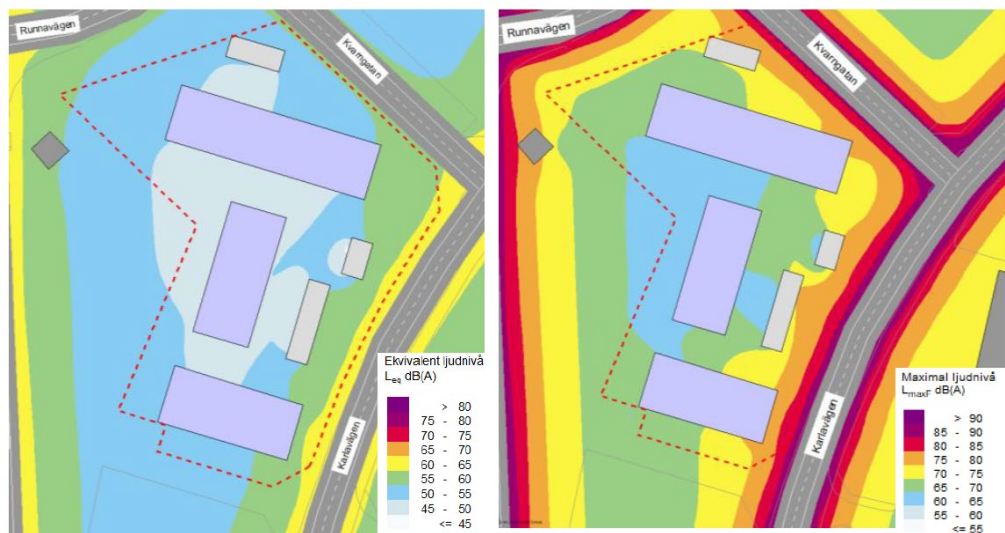 Runnavägen
Kvarngatan
Karlavägen
Ekvivalent ljudnivå
Leq dB(A)
> 80
75 - 80
70 - 75
65 - 70
60 - 65
55 - 60
50 - 55
45 - 50
<= 45
Runnavägen
Kvarngatan
Karlavägen
Maximal ljudnivå
LmaxF dB(A)
> 90
85 - 90
80 - 85
75 - 80
70 - 75
65 - 70
60 - 65
55 - 60
<= 55